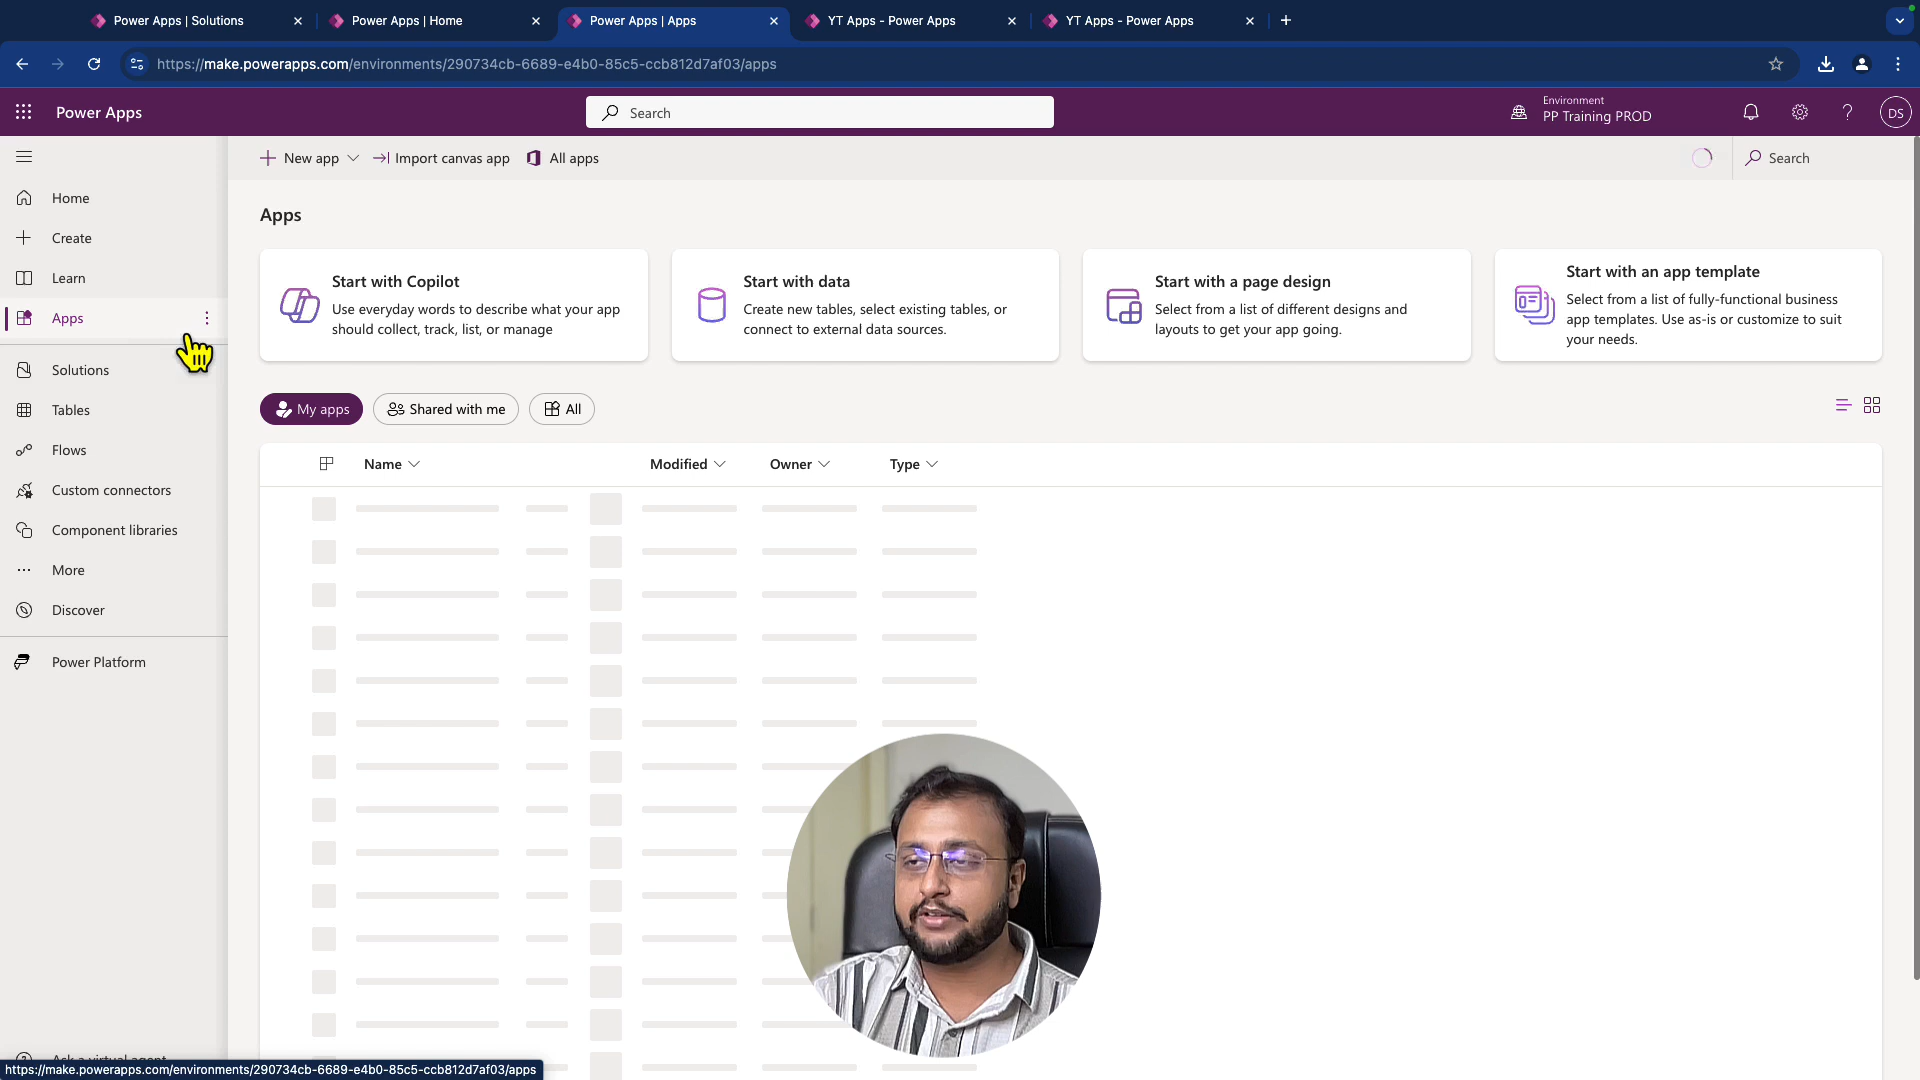 Power Apps | Solutions
Power Apps | Home
Power Apps | Apps
YT Apps - Power Apps
YT Apps - Power Apps
https://make.powerapps.com/environments/290734cb-6689-e4b0-85c5-ccb812d7af03/apps
Power Apps
Search
Environment
PP Training PROD
DS
New app
Import canvas app
All apps
Search
Home
Create
Learn
Apps
Solutions
Tables
Flows
Custom connectors
Component libraries
More
Discover
Power Platform
Ask a virtual agent
Apps
Start with Copilot
Use everyday words to describe what your app
should collect, track, list, or manage
Start with data
Create new tables, select existing tables, or
connect to external data sources.
Start with a page design
Select from a list of different designs and
layouts to get your app going.
Start with an app template
Select from a list of fully-functional business
app templates. Use as-is or customize to suit
your needs.
My apps
Shared with me
All
Name
Modified
Owner
Type
https://make.powerapps.com/environments/290734cb-6689-e4b0-85c5-ccb812d7af03/apps